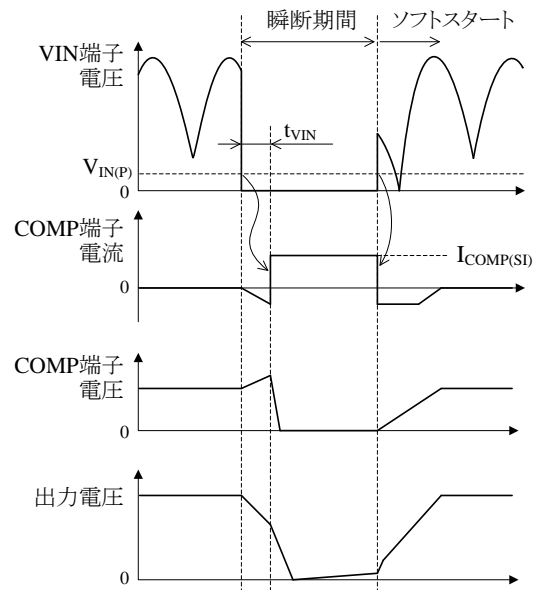 瞬断期間
ソフトスタート
VIN端子
電圧
tVIN
VIN(P)
0
COMP端子
電流
ICOMP(SI)
0
COMP端子
電圧
0
出力電圧
0